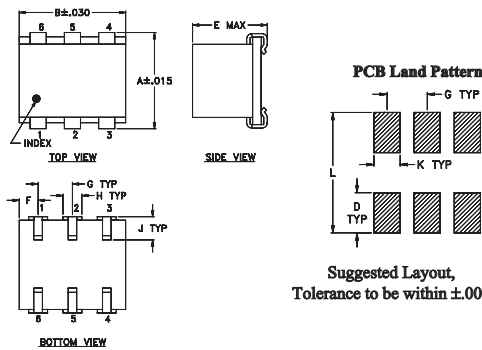 B±.030
6 5 4
A±.015
1 2 3
INDEX
TOP VIEW
E MAX
SIDE VIEW
PCB Land Pattern
G TYP
K TYP
L
D
TYP
Suggested Layout,
Tolerance to be within ±.00
F
G TYP
H TYP
1 2 3
J TYP
6 5 4
BOTTOM VIEW